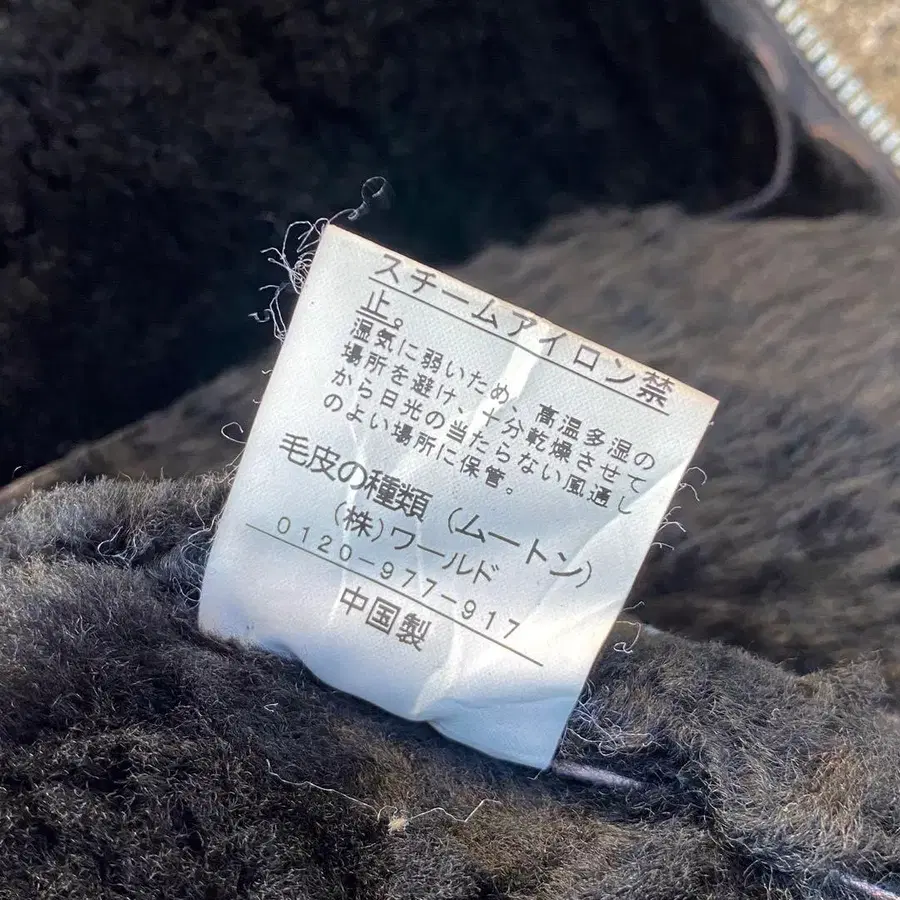 スチームアイロン禁
止。
湿気に弱いため、高温多湿の
場所を避け、十分乾燥させて
から日光の当たらない風通し
のよい場所に保管。
毛皮の種類（ムートン）
（株）ワールド
0120-977-917
中国製